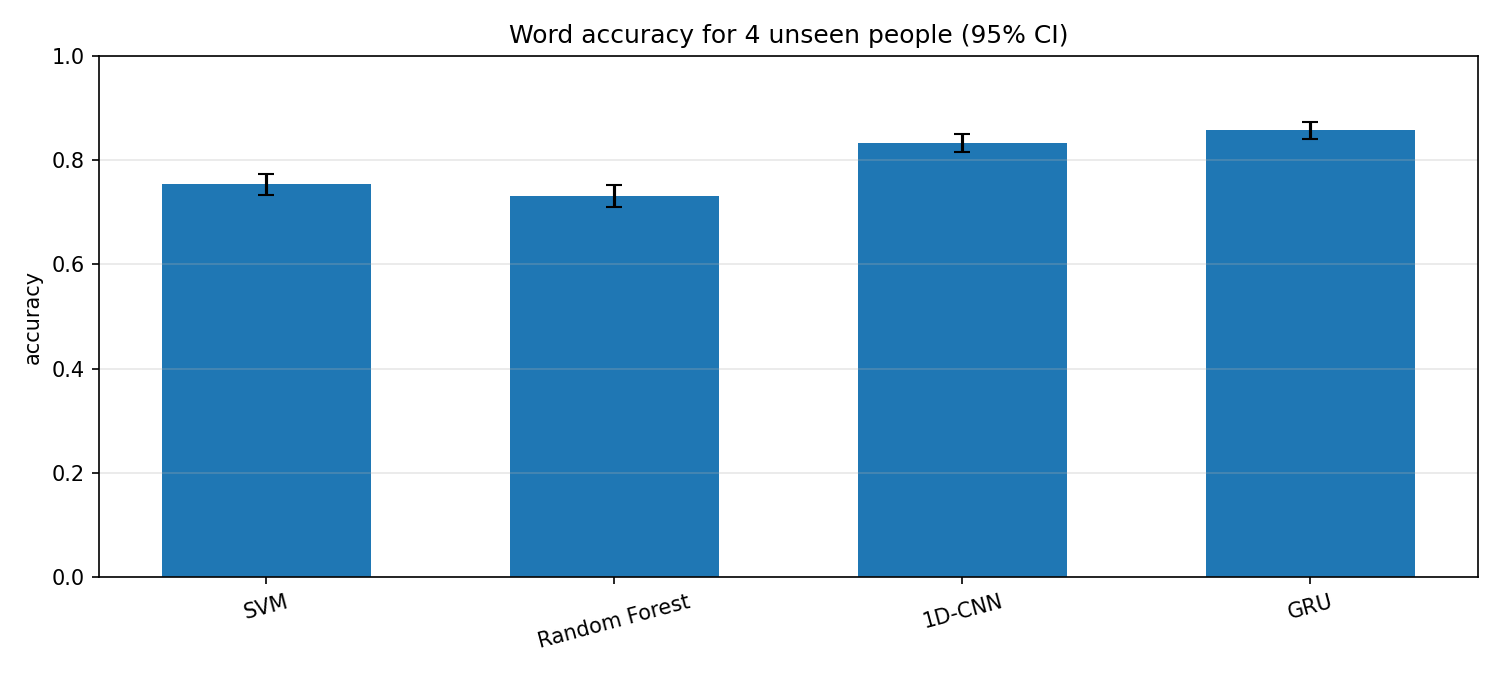 Word accuracy for 4 unseen people (95% CI)
accuracy
1.0
0.8
0.6
0.4
0.2
0.0
SVM
Random Forest
1D-CNN
GRU